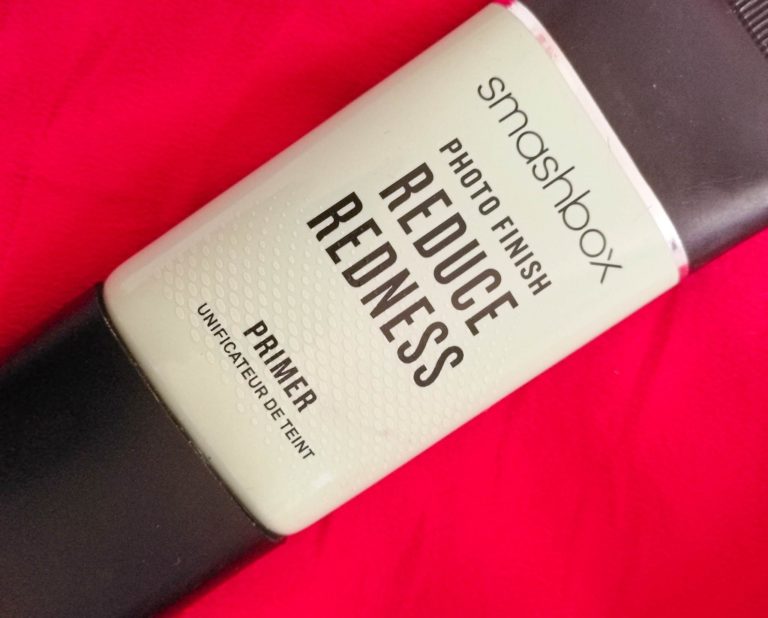 smashbox
PHOTO FINISH
REDUCE
REDNESS
PRIMER
UNIFICATEUR DE TEINT